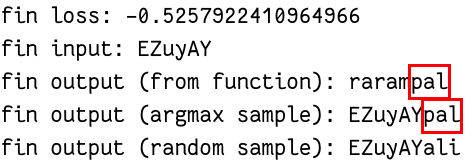 fin loss: -0.5257922410964966
fin input: EZuyAY
fin output (from function): rarampal
fin output (argmax sample): EZuyAYpal
fin output (random sample): EZuyAYali